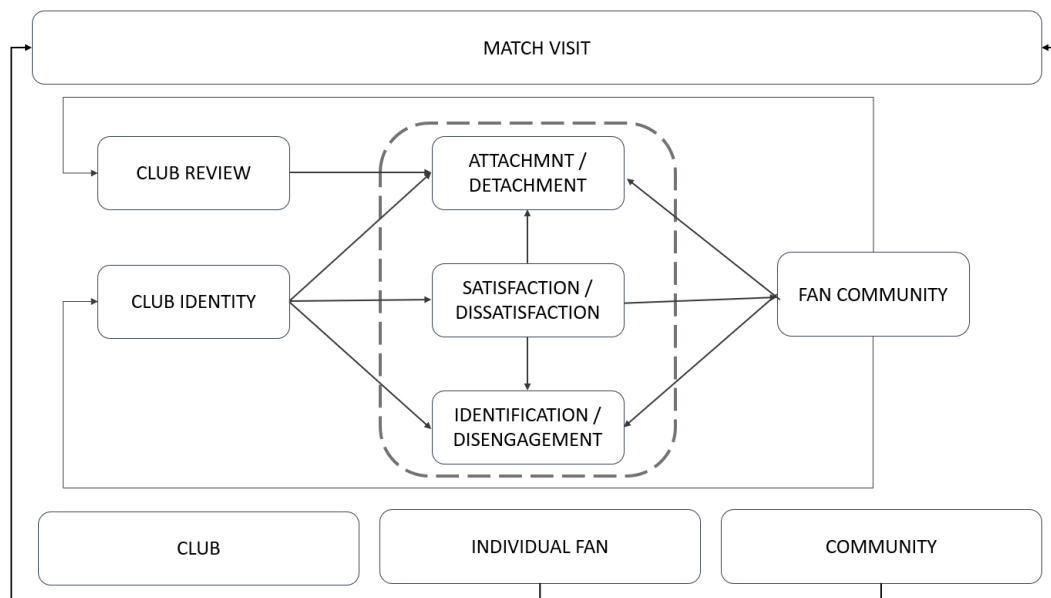 MATCH VISIT
CLUB REVIEW
ATTACHMNT /
DETACHMENT
CLUB IDENTITY
SATISFACTION /
DISSATISFACTION
FAN COMMUNITY
IDENTIFICATION /
DISENGAGEMENT
CLUB
INDIVIDUAL FAN
COMMUNITY